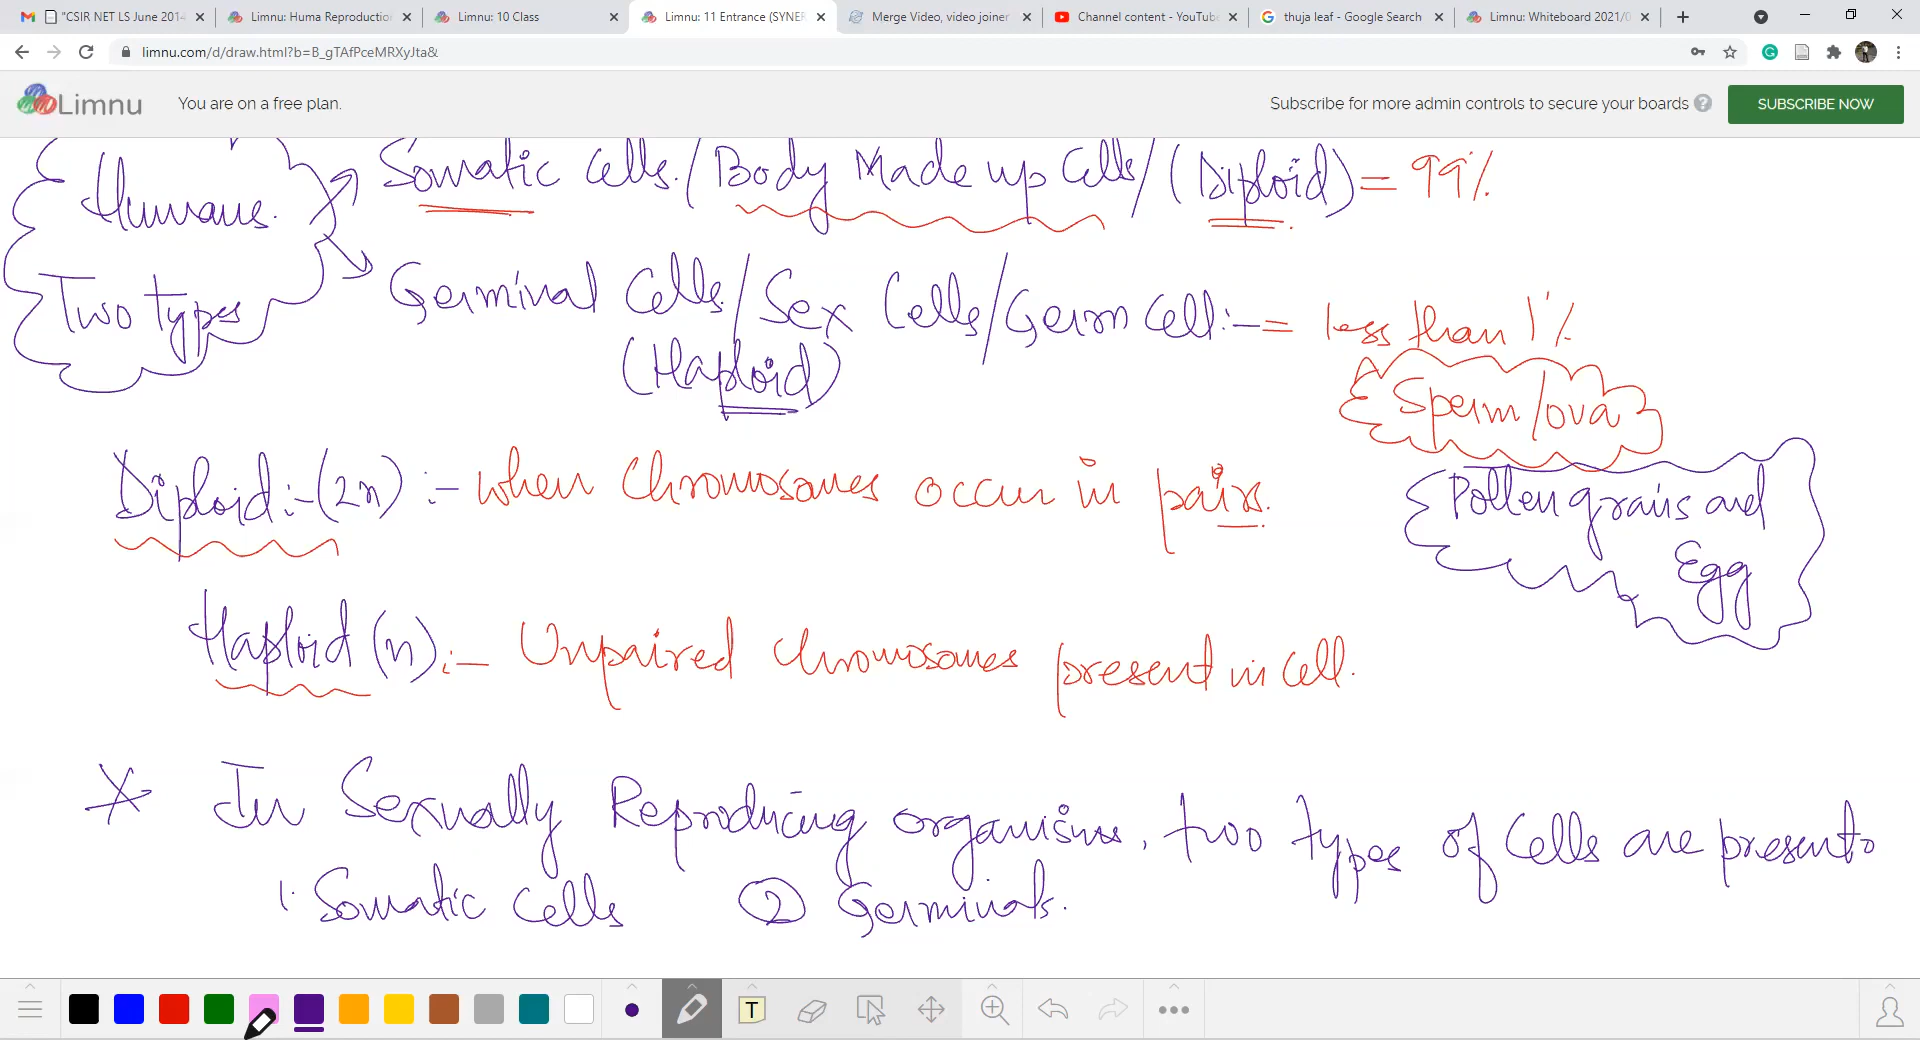 "CSIR NET LS June 2014
Limnu: Huma Reproductio
Limnu: 10 Class
Limnu: 11 Entrance (SYNER
Merge Video, video joiner
Channel content - YouTube
thuja leaf - Google Search
Limnu: Whiteboard 2021/0
limnu.com/d/draw.html?b=B_gTAfPceMRXyJta&
Limnu You are on a free plan. Subscribe for more admin controls to secure your boards ? SUBSCRIBE NOW
Humans. Somatic Cells. / Body Made up Cells / (Diploid) = 99%
Two types Germinal Cells / Sex Cells / Germ Cell :- = less than 1%
(Haploid) Sperm / ova
Diploid :- (2n) :- when chromosomes occur in pairs. Pollen grains and
Egg
Haploid (n) :- Unpaired chromosomes present in cell.
* In Sexually Reproducing organisms, two types of Cells are present.
1. Somatic Cells 2 Germinals.
T